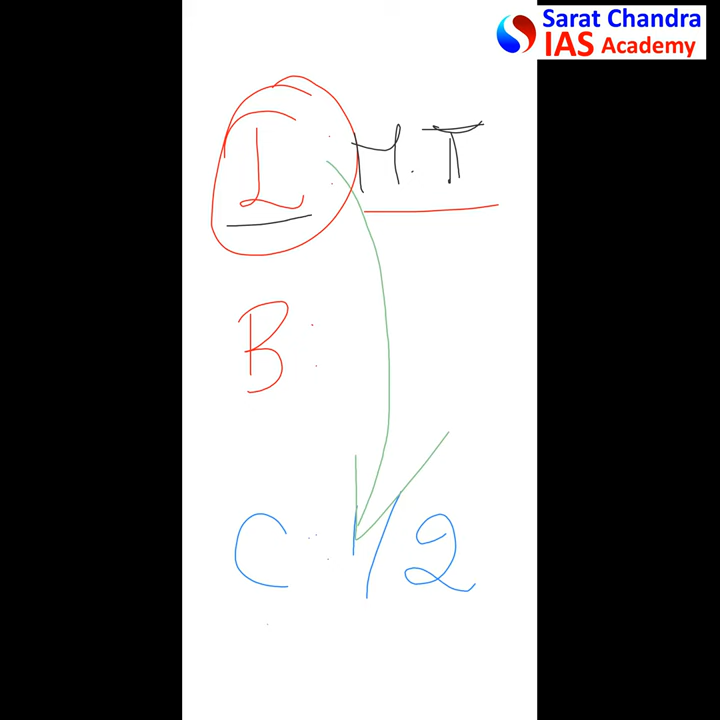 Sarat Chandra
IAS Academy
I : M.T
B :
C : 1/2